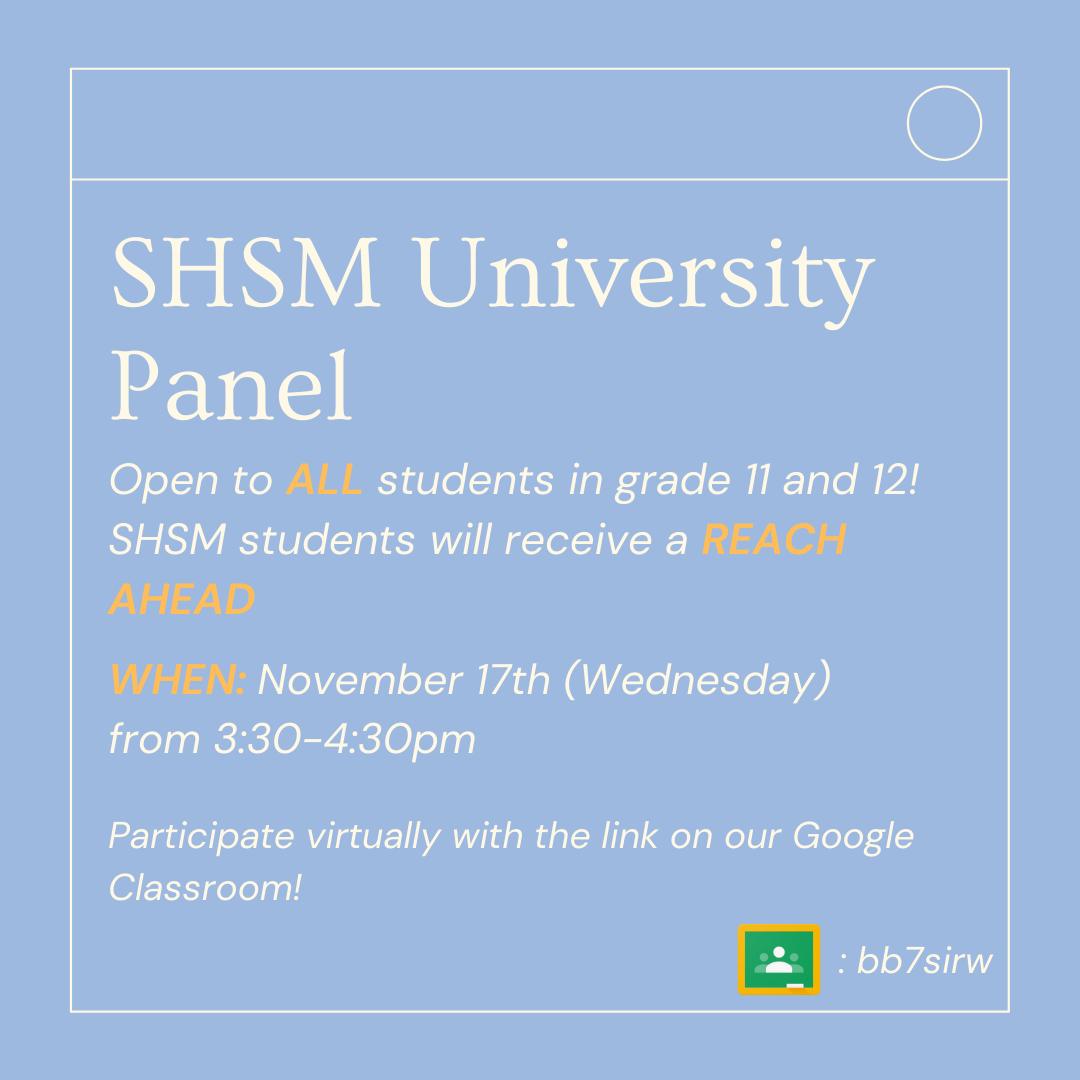 SHSM University
Panel
Open to ALL students in grade 11 and 12!
SHSM students will receive a REACH
AHEAD
WHEN: November 17th (Wednesday)
from 3:30-4:30pm
Participate virtually with the link on our Google
Classroom!
: bb7sirw